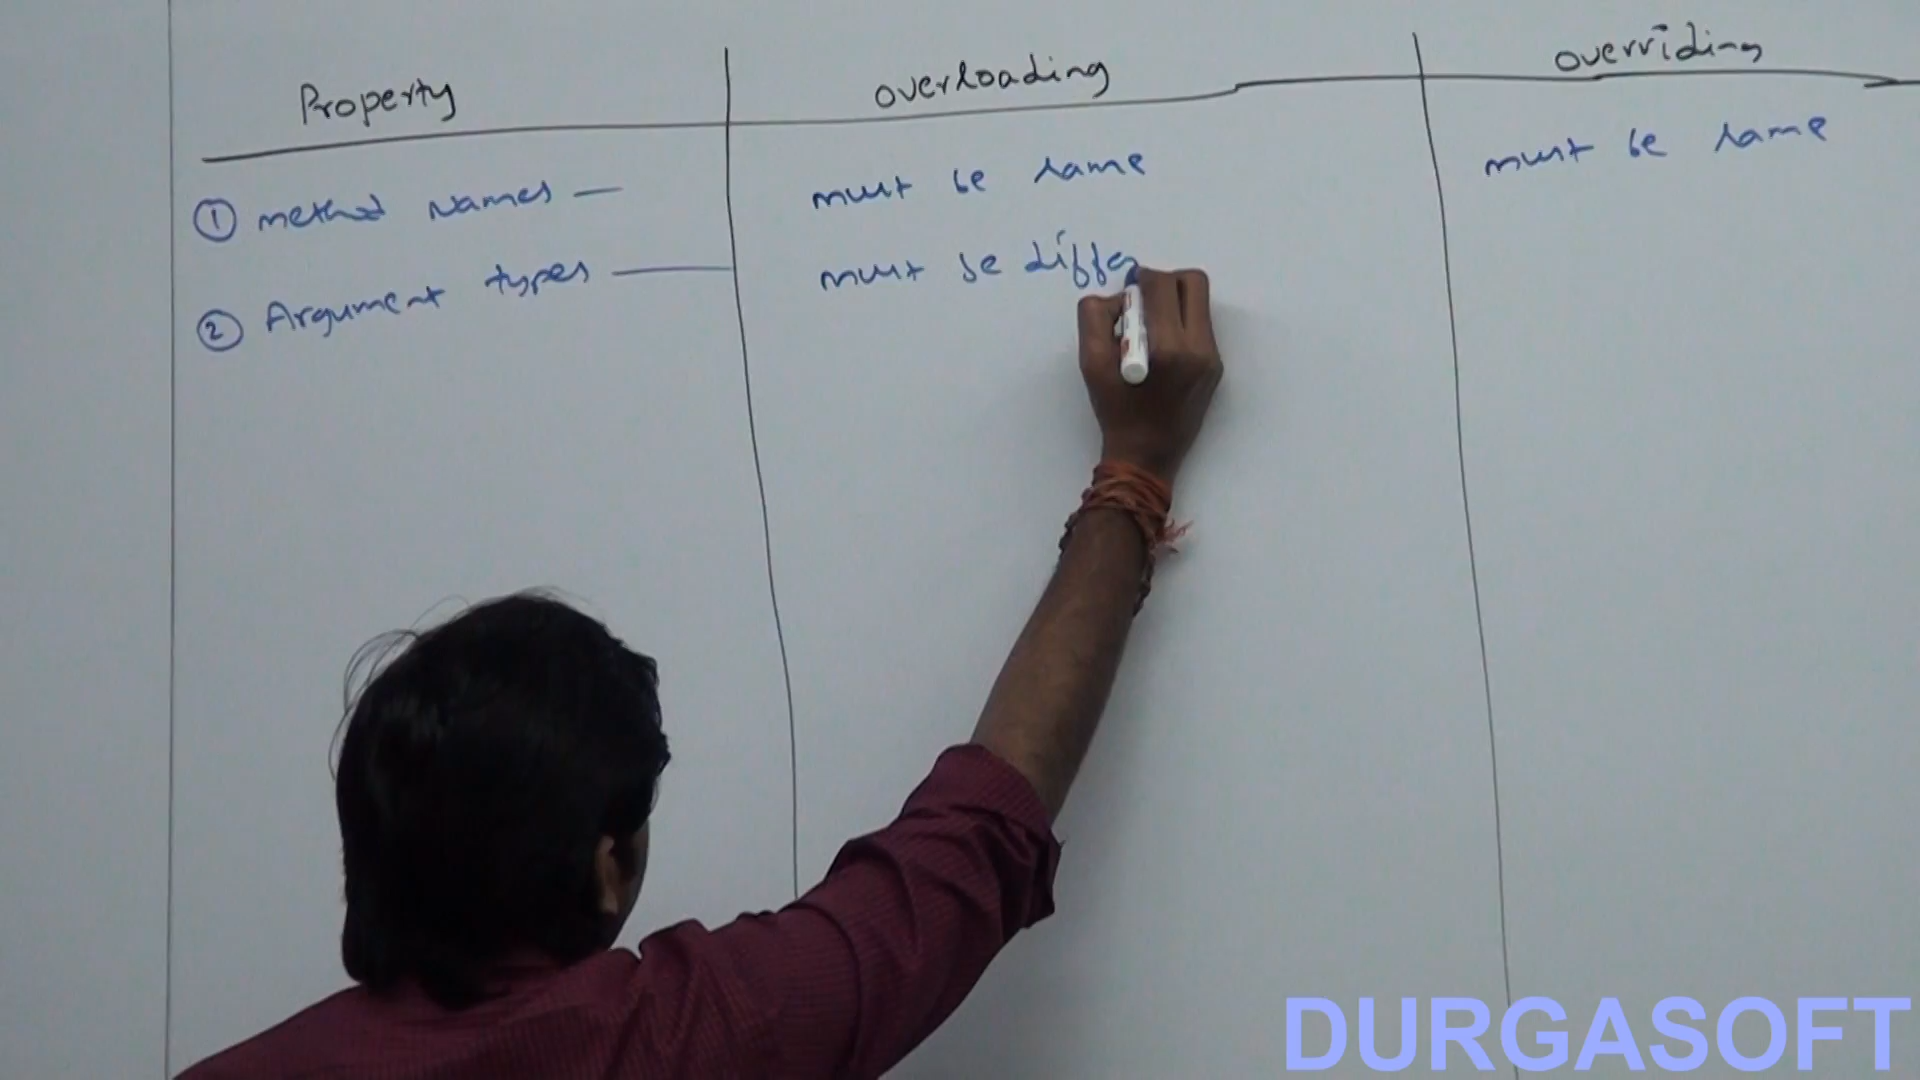 Property overloading overriding
① method Names — must be same must be same
② Argument types — must be differ
DURGASOFT